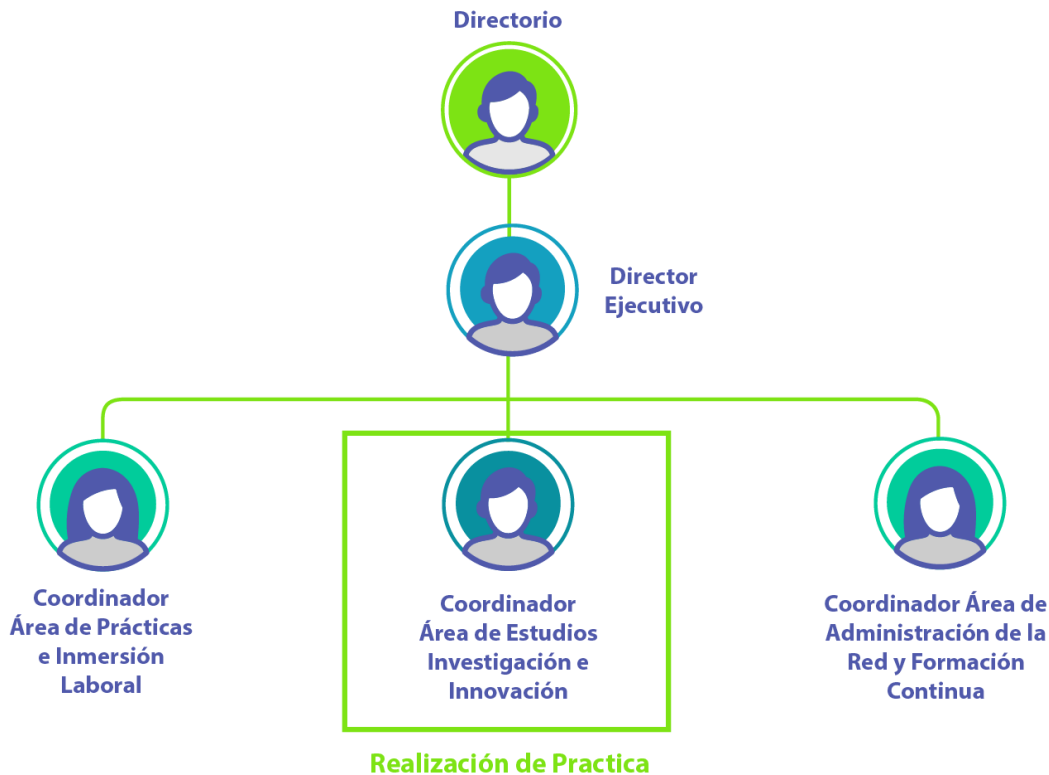 Directorio
Director
Ejecutivo
Coordinador
Área de Prácticas
e Inmersión
Laboral
Coordinador
Área de Estudios
Investigación e
Innovación
Coordinador Área de
Administración de la
Red y Formación
Continua
Realización de Practica